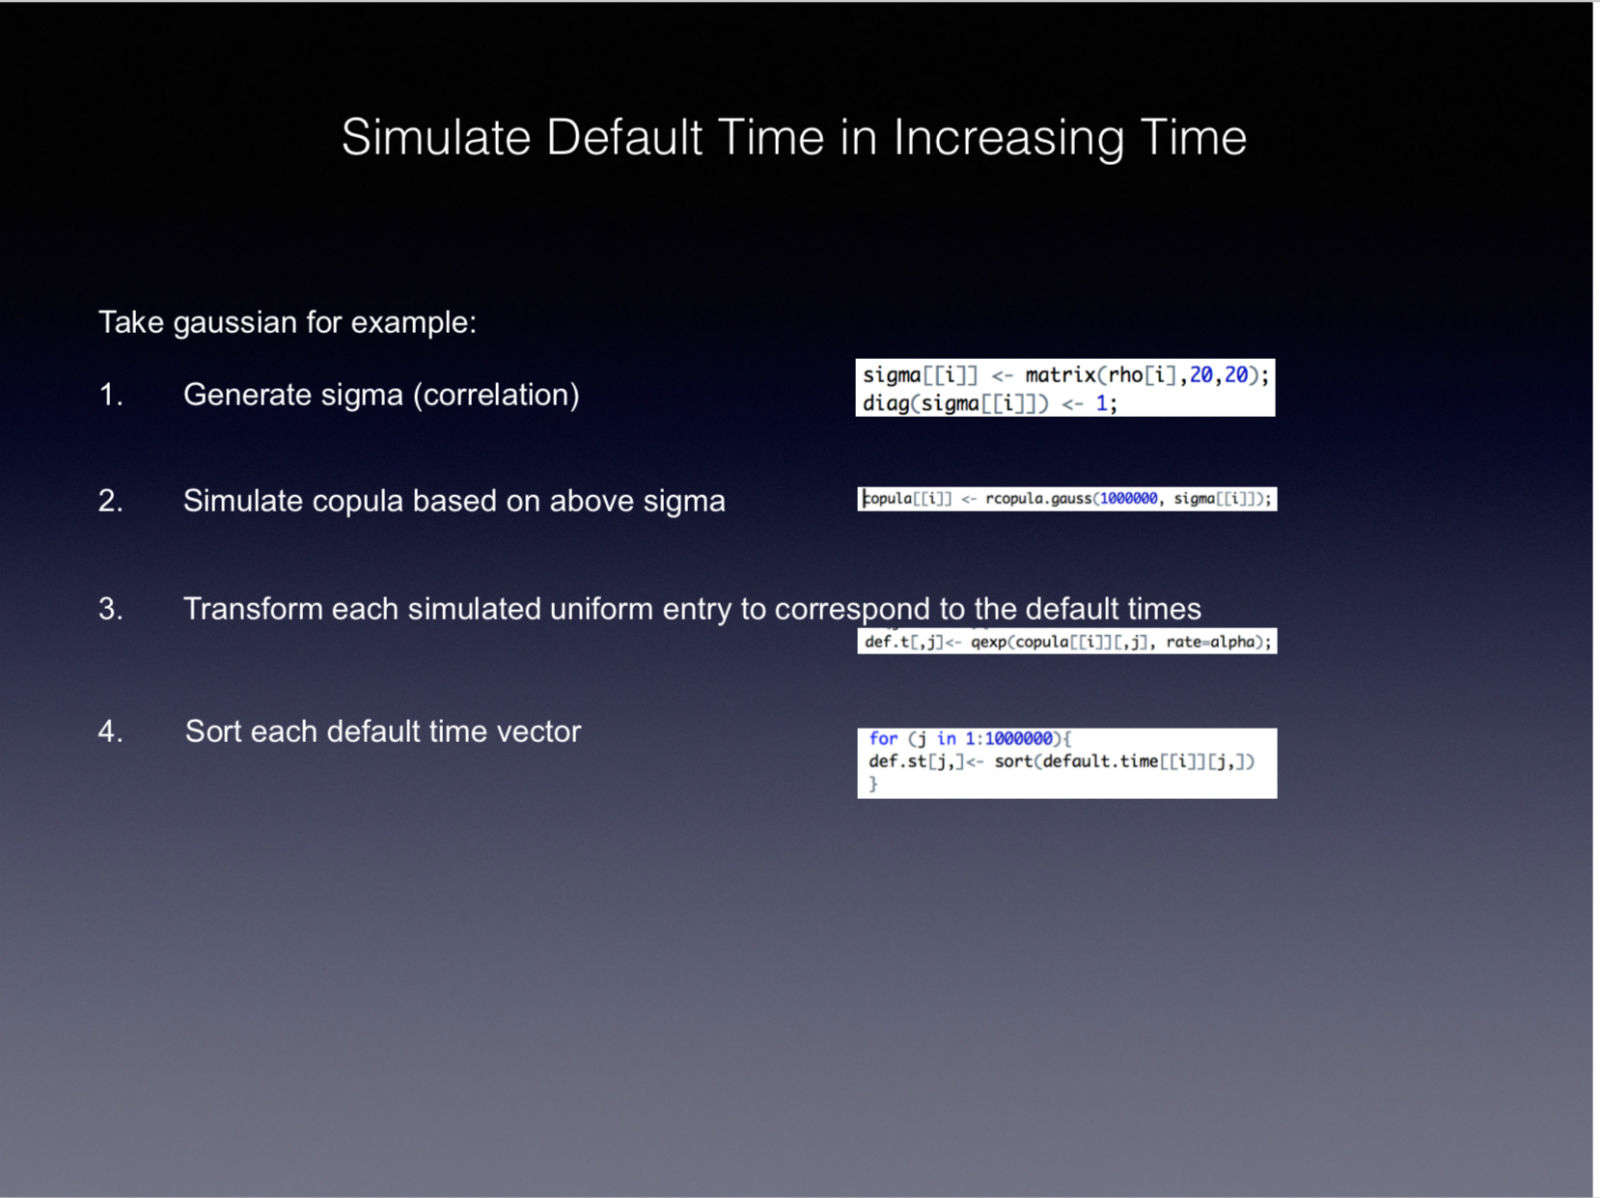 Simulate Default Time in Increasing Time
Take gaussian for example:
1. Generate sigma (correlation)
sigma[[i]] <- matrix(rho[i],20,20);
diag(sigma[[i]]) <- 1;
2. Simulate copula based on above sigma
copula[[i]] <- rcopula.gauss(1000000, sigma[[i]]);
3. Transform each simulated uniform entry to correspond to the default times
def.t[,j]<- qexp(copula[[i]][,j], rate=alpha);
4. Sort each default time vector
for (j in 1:1000000){
def.st[j,]<- sort(default.time[[i]][j,])
}